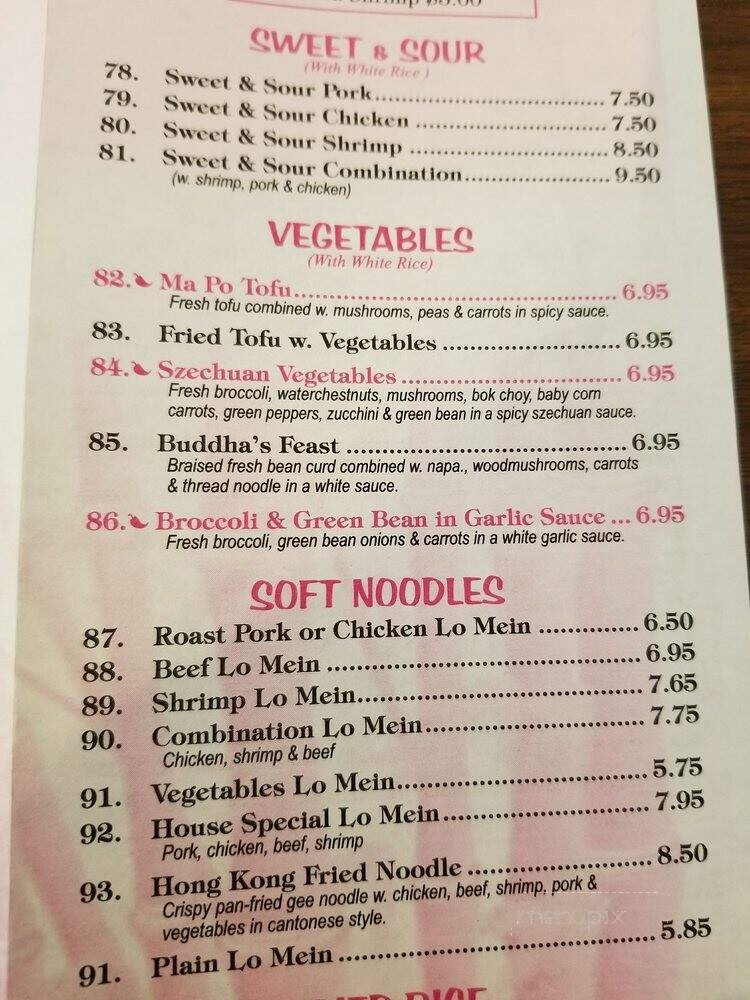 SWEET & SOUR
(With White Rice)
78. Sweet & Sour Pork................................ 7.50
79. Sweet & Sour Chicken .......................... 7.50
80. Sweet & Sour Shrimp ........................... 8.50
81. Sweet & Sour Combination.................... 9.50
(w. shrimp, pork & chicken)
VEGETABLES
(With White Rice)
82. Ma Po Tofu............................................. 6.95
Fresh tofu combined w. mushrooms, peas & carrots in spicy sauce.
83. Fried Tofu w. Vegetables ........................ 6.95
84. Szechuan Vegetables .............................. 6.95
Fresh broccoli, waterchestnuts, mushrooms, bok choy, baby corn
carrots, green peppers, zucchini & green bean in a spicy szechuan sauce.
85. Buddha's Feast ...................................... 6.95
Braised fresh bean curd combined w. napa., woodmushrooms, carrots
& thread noodle in a white sauce.
86. Broccoli & Green Bean in Garlic Sauce ... 6.95
Fresh broccoli, green bean onions & carrots in a white garlic sauce.
SOFT NOODLES
87. Roast Pork or Chicken Lo Mein .............. 6.50
88. Beef Lo Mein .......................................... 6.95
89. Shrimp Lo Mein...................................... 7.65
90. Combination Lo Mein............................. 7.75
Chicken, shrimp & beef
91. Vegetables Lo Mein................................. 5.75
92. House Special Lo Mein........................... 7.95
Pork, chicken, beef, shrimp
93. Hong Kong Fried Noodle ........................ 8.50
Crispy pan-fried gee noodle w. chicken, beef, shrimp, pork &
vegetables in cantonese style.
91. Plain Lo Mein ......................................... 5.85
menupix